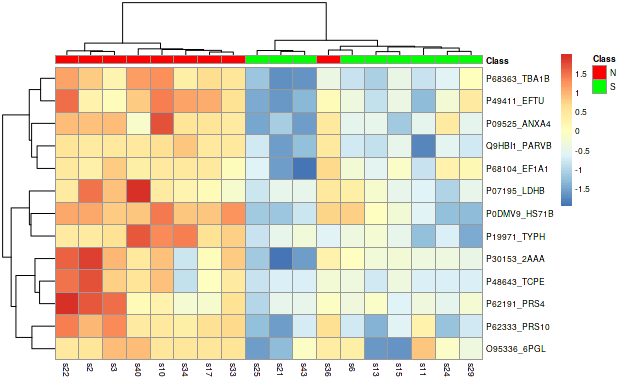 Class
Class
N
S
1.5
1
0.5
0
-0.5
-1
-1.5
P68363_TBA1B
P49411_EFTU
P09525_ANXA4
Q9HBI1_PARVB
P68104_EF1A1
P07195_LDHB
P0DMV9_HS71B
P19971_TYPH
P30153_2AAA
P48643_TCPE
P62191_PRS4
P62333_PRS10
O95336_6PGL
s22 s2 s3 s40 s10 s34 s17 s33 s25 s21 s43 s36 s6 s13 s15 s11 s24 s29